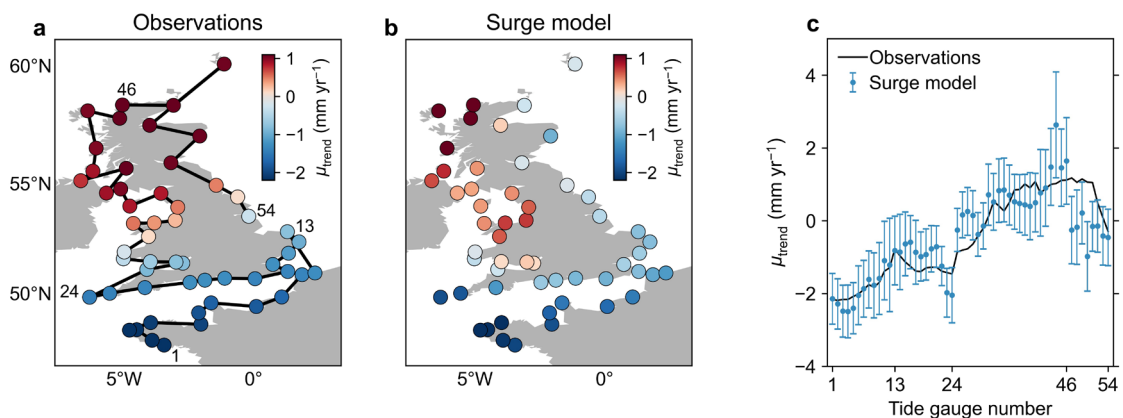 a Observations
60°N
55°N
50°N
5°W 0°
46
54
13
24
1
1
0
−1
−2
μtrend (mm yr⁻¹)
b Surge model
5°W 0°
1
0
−1
−2
μtrend (mm yr⁻¹)
c
Observations
Surge model
μtrend (mm yr⁻¹)
4
2
0
−2
−4
1 13 24 46 54
Tide gauge number